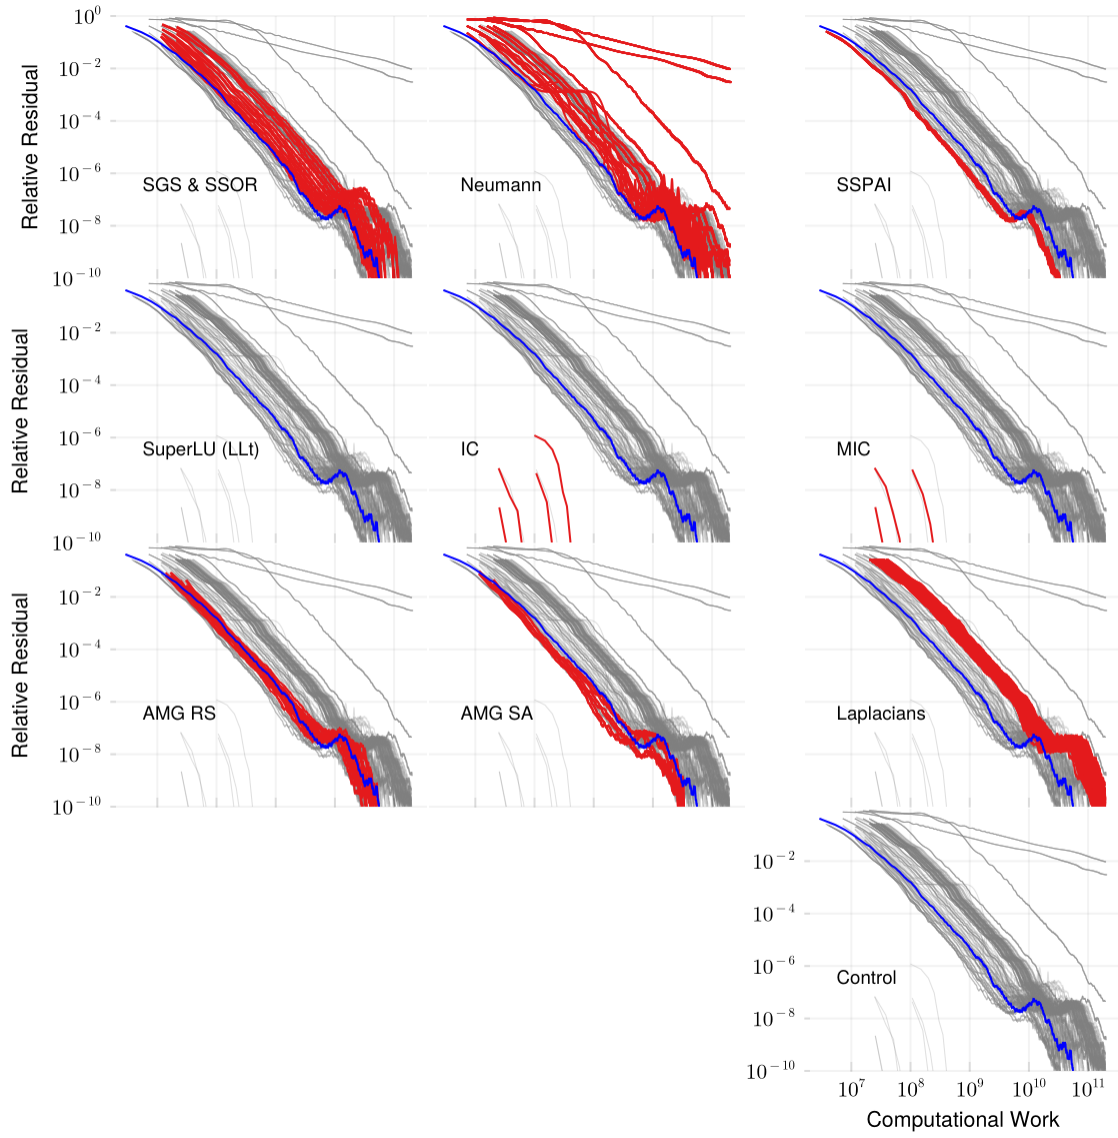 10^0
10^-2
10^-4
10^-6
10^-8
10^-10
Relative Residual
SGS & SSOR
Neumann
SSPAI
10^-2
10^-4
10^-6
10^-8
10^-10
Relative Residual
SuperLU (LLt)
IC
MIC
10^-2
10^-4
10^-6
10^-8
10^-10
Relative Residual
AMG RS
AMG SA
Laplacians
10^-2
10^-4
10^-6
10^-8
10^-10
Control
10^7 10^8 10^9 10^10 10^11
Computational Work